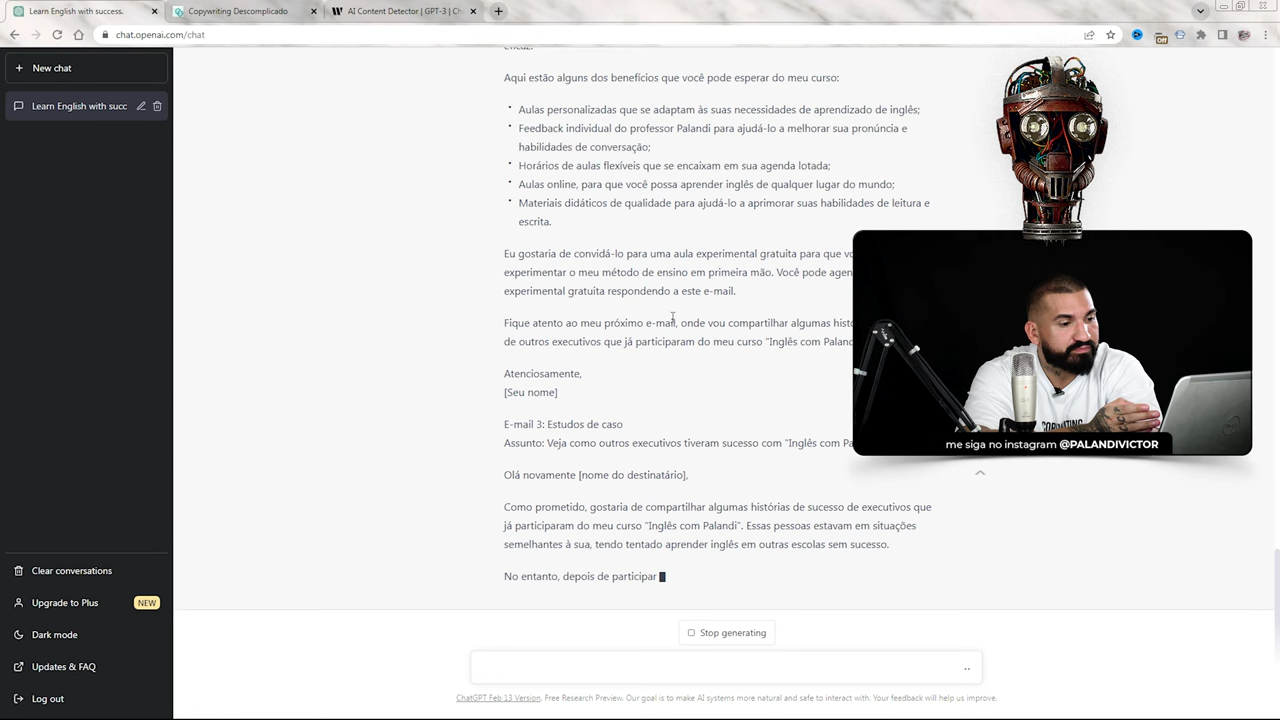 Learn English with success.
Copywriting Descomplicado
AI Content Detector | GPT-3 | Ch
chat.openai.com/chat
Off
New chat
Learn English with succ
eficaz.
Aqui estão alguns dos benefícios que você pode esperar do meu curso:
• Aulas personalizadas que se adaptam às suas necessidades de aprendizado de inglês;
• Feedback individual do professor Palandi para ajudá-lo a melhorar sua pronúncia e
habilidades de conversação;
• Horários de aulas flexíveis que se encaixam em sua agenda lotada;
• Aulas online, para que você possa aprender inglês de qualquer lugar do mundo;
• Materiais didáticos de qualidade para ajudá-lo a aprimorar suas habilidades de leitura e
escrita.
Eu gostaria de convidá-lo para uma aula experimental gratuita para que vo
experimentar o meu método de ensino em primeira mão. Você pode agen
experimental gratuita respondendo a este e-mail.
Fique atento ao meu próximo e-mail, onde vou compartilhar algumas histó
de outros executivos que já participaram do meu curso "Inglês com Paland
Atenciosamente,
[Seu nome]
E-mail 3: Estudos de caso
Assunto: Veja como outros executivos tiveram sucesso com "Inglês com Pa
Olá novamente [nome do destinatário],
Como prometido, gostaria de compartilhar algumas histórias de sucesso de executivos que
já participaram do meu curso "Inglês com Palandi". Essas pessoas estavam em situações
semelhantes à sua, tendo tentado aprender inglês em outras escolas sem sucesso.
No entanto, depois de participar
me siga no instagram @PALANDIVICTOR
Clear conversations
Upgrade to Plus NEW
Dark mode
Updates & FAQ
Log out
Stop generating
ChatGPT Feb 13 Version. Free Research Preview. Our goal is to make AI systems more natural and safe to interact with. Your feedback will help us improve.